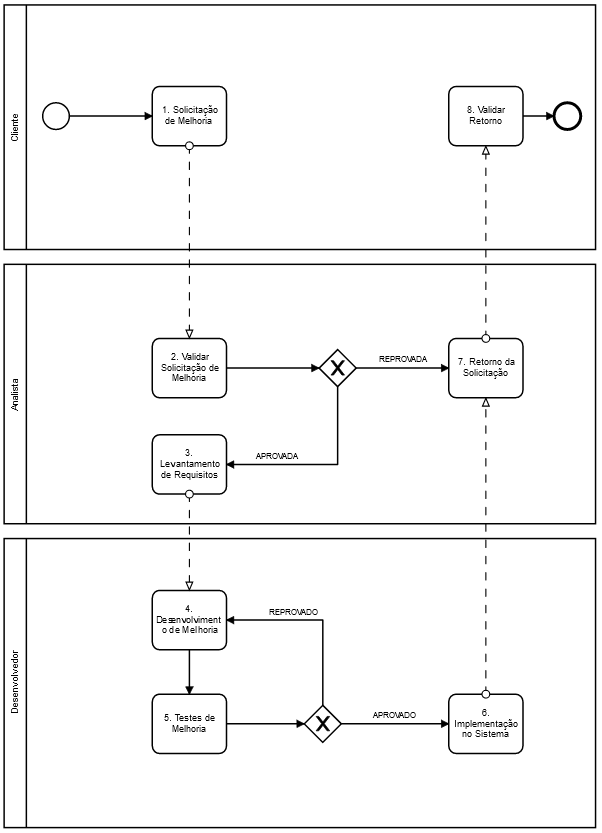 Cliente
1. Solicitação
de Melhoria
8. Validar
Retorno
Analista
2. Validar
Solicitação de
Melhoria
REPROVADA
7. Retorno da
Solicitação
3.
Levantamento
de Requisitos
APROVADA
Desenvolvedor
4.
Desenvolviment
o de Melhoria
REPROVADO
5. Testes de
Melhoria
APROVADO
6.
Implementação
no Sistema